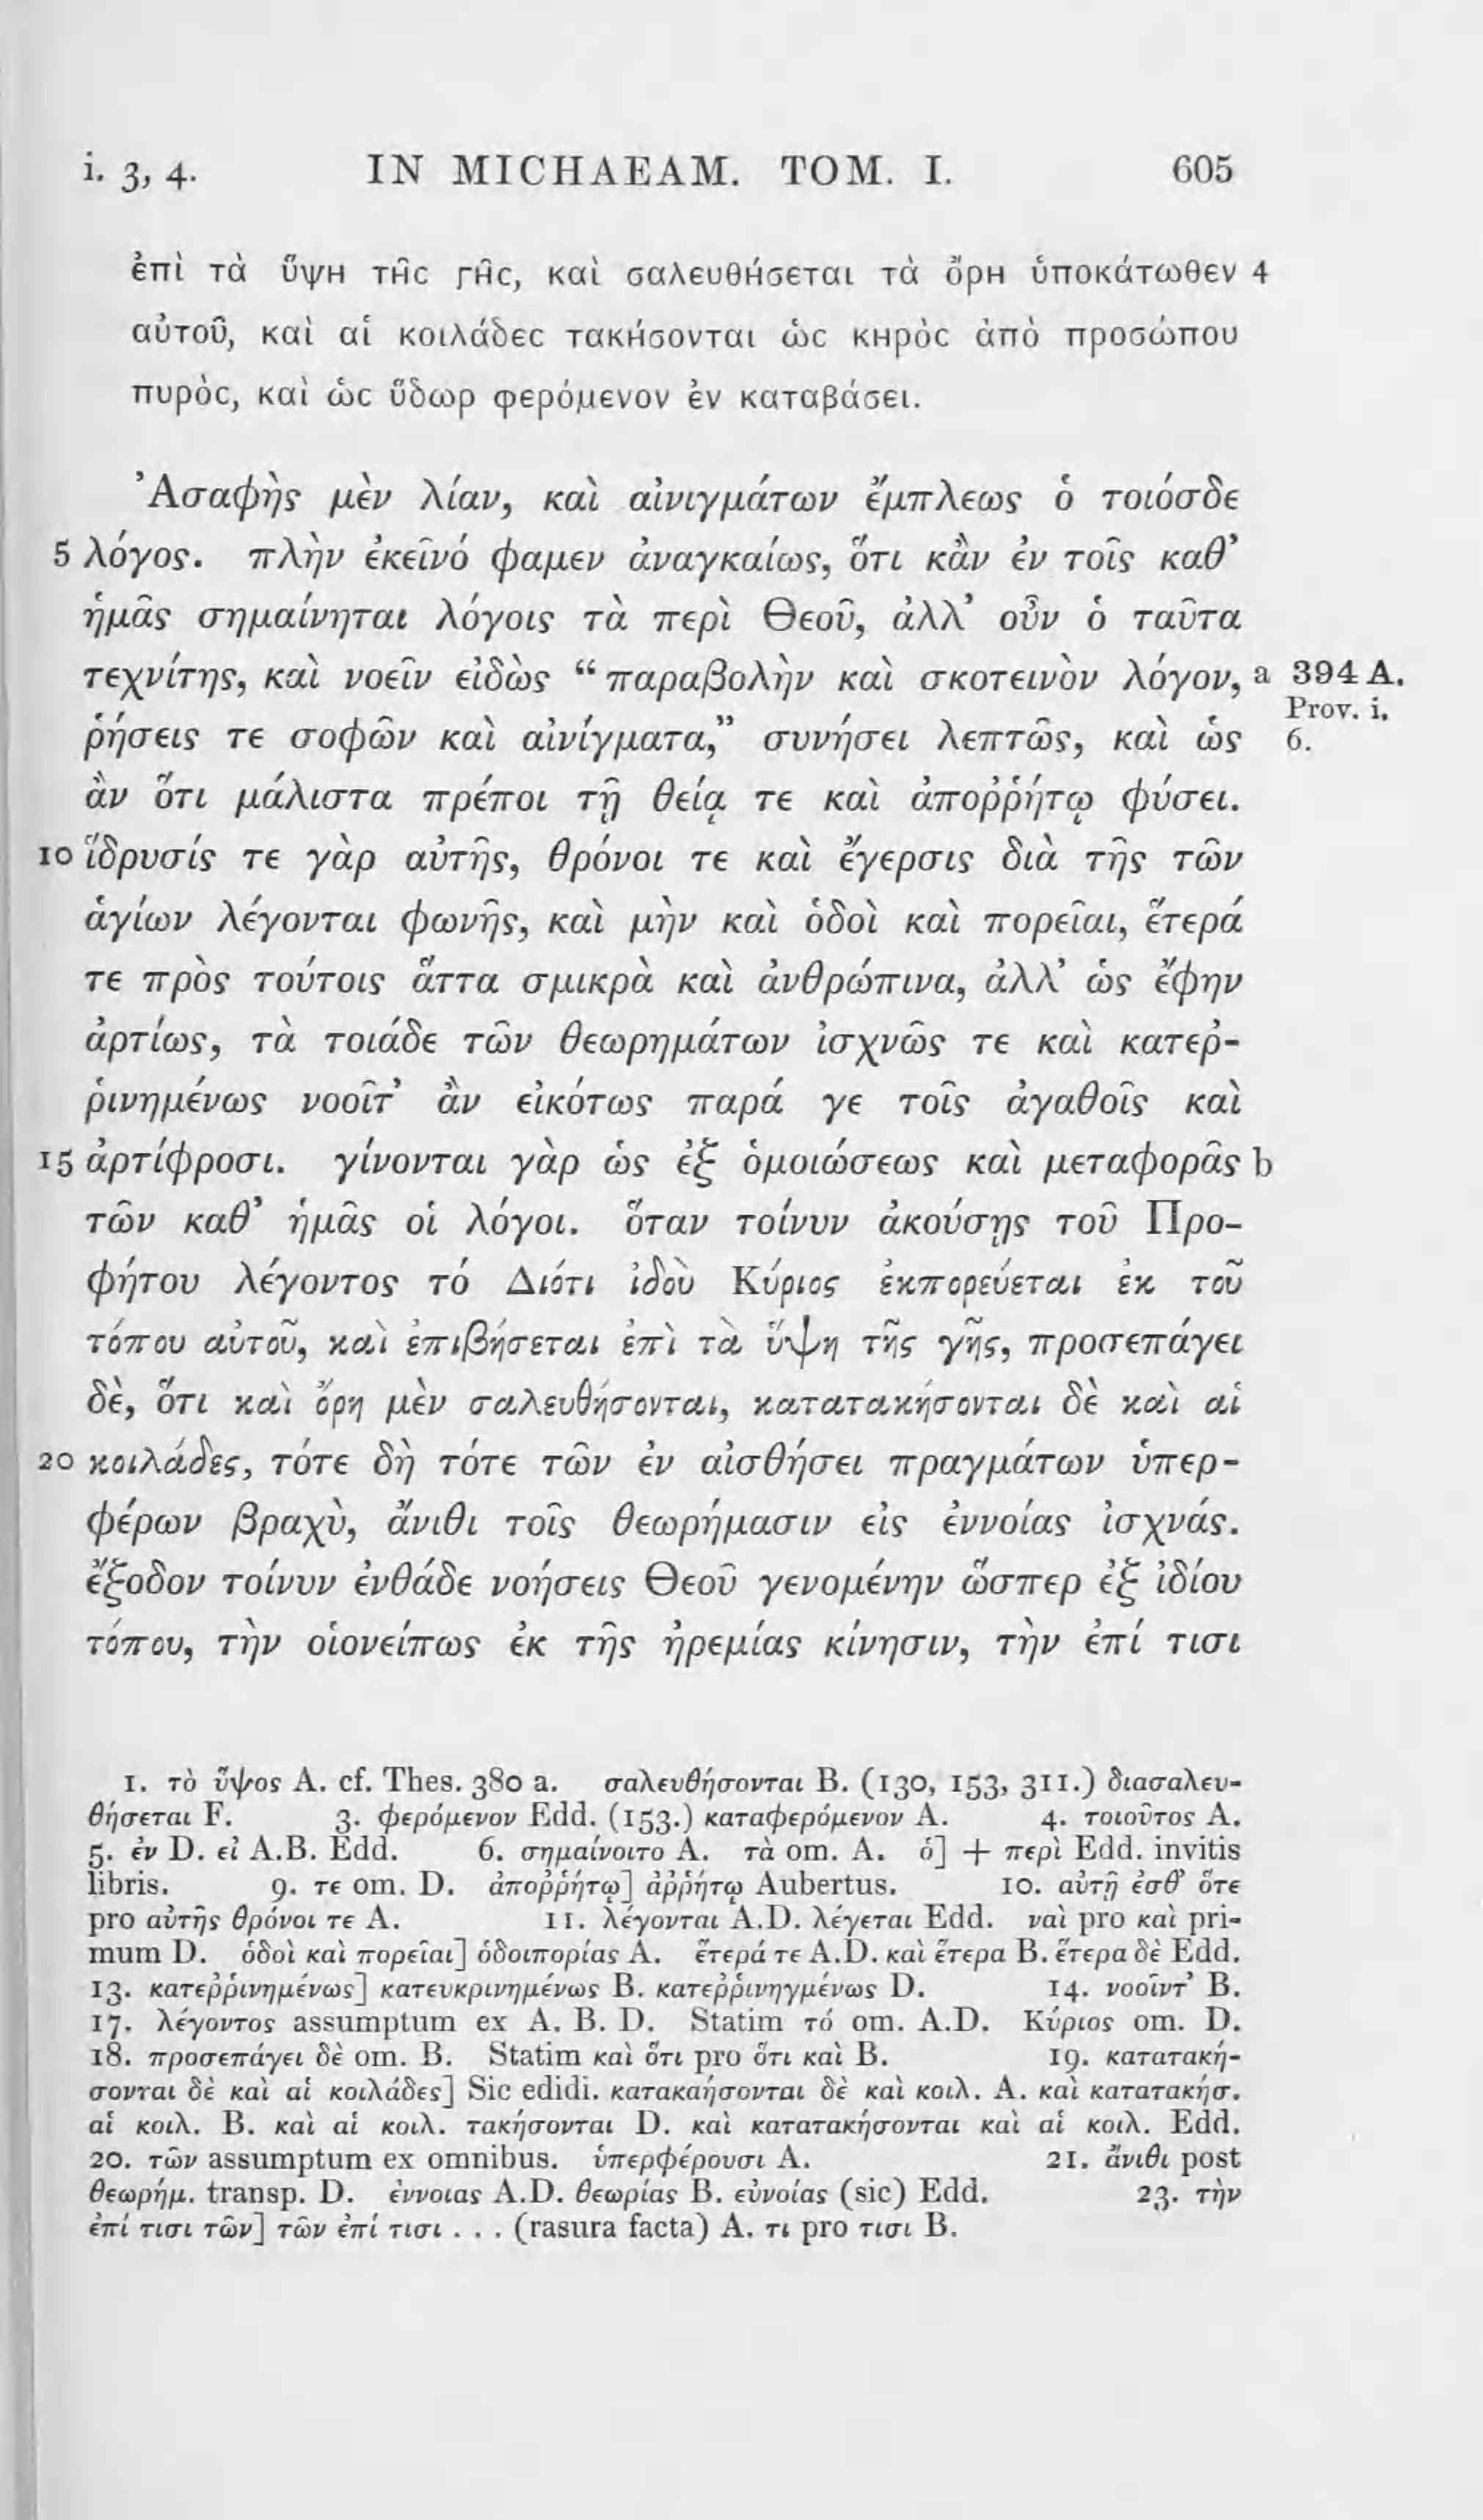 i. 3, 4. IN MICHAEAM. TOM. I. 605
ἐπὶ τὰ ὕψη τῆς γῆς, καὶ σαλευθήσεται τὰ ὄρη ὑποκάτωθεν 4
αὐτοῦ, καὶ αἱ κοιλάδες τακήσονται ὡς κηρὸς ἀπὸ προσώπου
πυρὸς, καὶ ὡς ὕδωρ φερόμενον ἐν καταβάσει.
Ἀσαφὴς μὲν λίαν, καὶ αἰνιγμάτων ἔμπλεως ὁ τοιόσδε
5 λόγος. πλὴν ἐκεῖνό φαμεν ἀναγκαίως, ὅτι κἂν ἐν τοῖς καθ’
ἡμᾶς σημαίνηται λόγοις τὰ περὶ Θεοῦ, ἀλλ’ οὖν ὁ ταῦτα
τεχνίτης, καὶ νοεῖν εἰδὼς “ παραβολὴν καὶ σκοτεινὸν λόγον, a 394 A.
Prov. i.
ῥήσεις τε σοφῶν καὶ αἰνίγματα,” συνήσει λεπτῶς, καὶ ὡς 6.
ἂν ὅτι μάλιστα πρέποι τῇ θείᾳ τε καὶ ἀποῤῥήτῳ φύσει.
10 ἵδρυσίς τε γὰρ αὐτῆς, θρόνοι τε καὶ ἔγερσις διὰ τῆς τῶν
ἁγίων λέγονται φωνῆς, καὶ μὴν καὶ ὁδοὶ καὶ πορεῖαι, ἕτερά
τε πρὸς τούτοις ἄττα σμικρὰ καὶ ἀνθρώπινα, ἀλλ’ ὡς ἔφην
ἀρτίως, τὰ τοιάδε τῶν θεωρημάτων ἰσχνῶς τε καὶ κατεῤ-
ῥινημένως νοοῖτ’ ἂν εἰκότως παρά γε τοῖς ἀγαθοῖς καὶ
15 ἀρτίφροσι. γίνονται γὰρ ὡς ἐξ ὁμοιώσεως καὶ μεταφορᾶς b
τῶν καθ’ ἡμᾶς οἱ λόγοι. ὅταν τοίνυν ἀκούσῃς τοῦ Προ-
φήτου λέγοντος τό Διότι ἰδοὺ Κύριος ἐκπορεύεται ἐκ τοῦ
τόπου αὐτοῦ, καὶ ἐπιβήσεται ἐπὶ τὰ ὕψη τῆς γῆς, προσεπάγει
δὲ, ὅτι καὶ ὄρη μὲν σαλευθήσονται, κατατακήσονται δὲ καὶ αἱ
20 κοιλάδες, τότε δὴ τότε τῶν ἐν αἰσθήσει πραγμάτων ὑπερ-
φέρων βραχὺ, ἄνιθι τοῖς θεωρήμασιν εἰς ἐννοίας ἰσχνάς.
ἔξοδον τοίνυν ἐνθάδε νοήσεις Θεοῦ γενομένην ὥσπερ ἐξ ἰδίου
τόπου, τὴν οἱονείπως ἐκ τῆς ἠρεμίας κίνησιν, τὴν ἐπί τισι
1. τὸ ὕψος A. cf. Thes. 380 a. σαλευθήσονται B. (130, 153, 311.) διασαλευ-
θήσεται F. 3. φερόμενον Edd. (153.) καταφερόμενον A. 4. τοιοῦτος A.
5. ἐν D. εἰ A.B. Edd. 6. σημαίνοιτο A. τὰ om. A. ὁ] + περὶ Edd. invitis
libris. 9. τε om. D. ἀποῤῥήτῳ] ἀῤῥήτῳ Aubertus. 10. αὐτῇ ἐσθ’ ὅτε
pro αὐτῆς θρόνοι τε A. 11. λέγονται A.D. λέγεται Edd. ναὶ pro καὶ pri-
mum D. ὁδοὶ καὶ πορεῖαι] ὁδοιπορίας A. ἕτερά τε A.D. καὶ ἕτερα B. ἕτερα δὲ Edd.
13. κατεῤῥινημένως] κατευκρινημένως B. κατεῤῥινηγμένως D. 14. νοοῖντ’ B.
17. λέγοντος assumptum ex A. B. D. Statim τό om. A.D. Κύριος om. D.
18. προσεπάγει δὲ om. B. Statim καὶ ὅτι pro ὅτι καὶ B. 19. κατατακή-
σονται δὲ καὶ αἱ κοιλάδες] Sic edidi. κατακαήσονται δὲ καὶ κοιλ. A. καὶ κατατακήσ.
αἱ κοιλ. B. καὶ αἱ κοιλ. τακήσονται D. καὶ κατατακήσονται καὶ αἱ κοιλ. Edd.
20. τῶν assumptum ex omnibus. ὑπερφέρουσι A. 21. ἄνιθι post
θεωρήμ. transp. D. ἐννοιας A.D. θεωρίας B. εὐνοίας (sic) Edd. 23. τὴν
ἐπί τισι τῶν] τῶν ἐπί τισι . . . (rasura facta) A. τι pro τισι B.